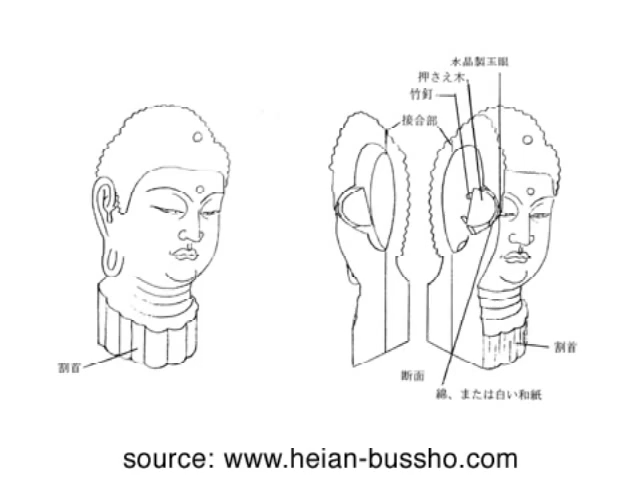 水晶製玉眼
押さえ木
竹釘
接合部
割首
割首
断面
綿、または白い和紙
source: www.heian-bussho.com